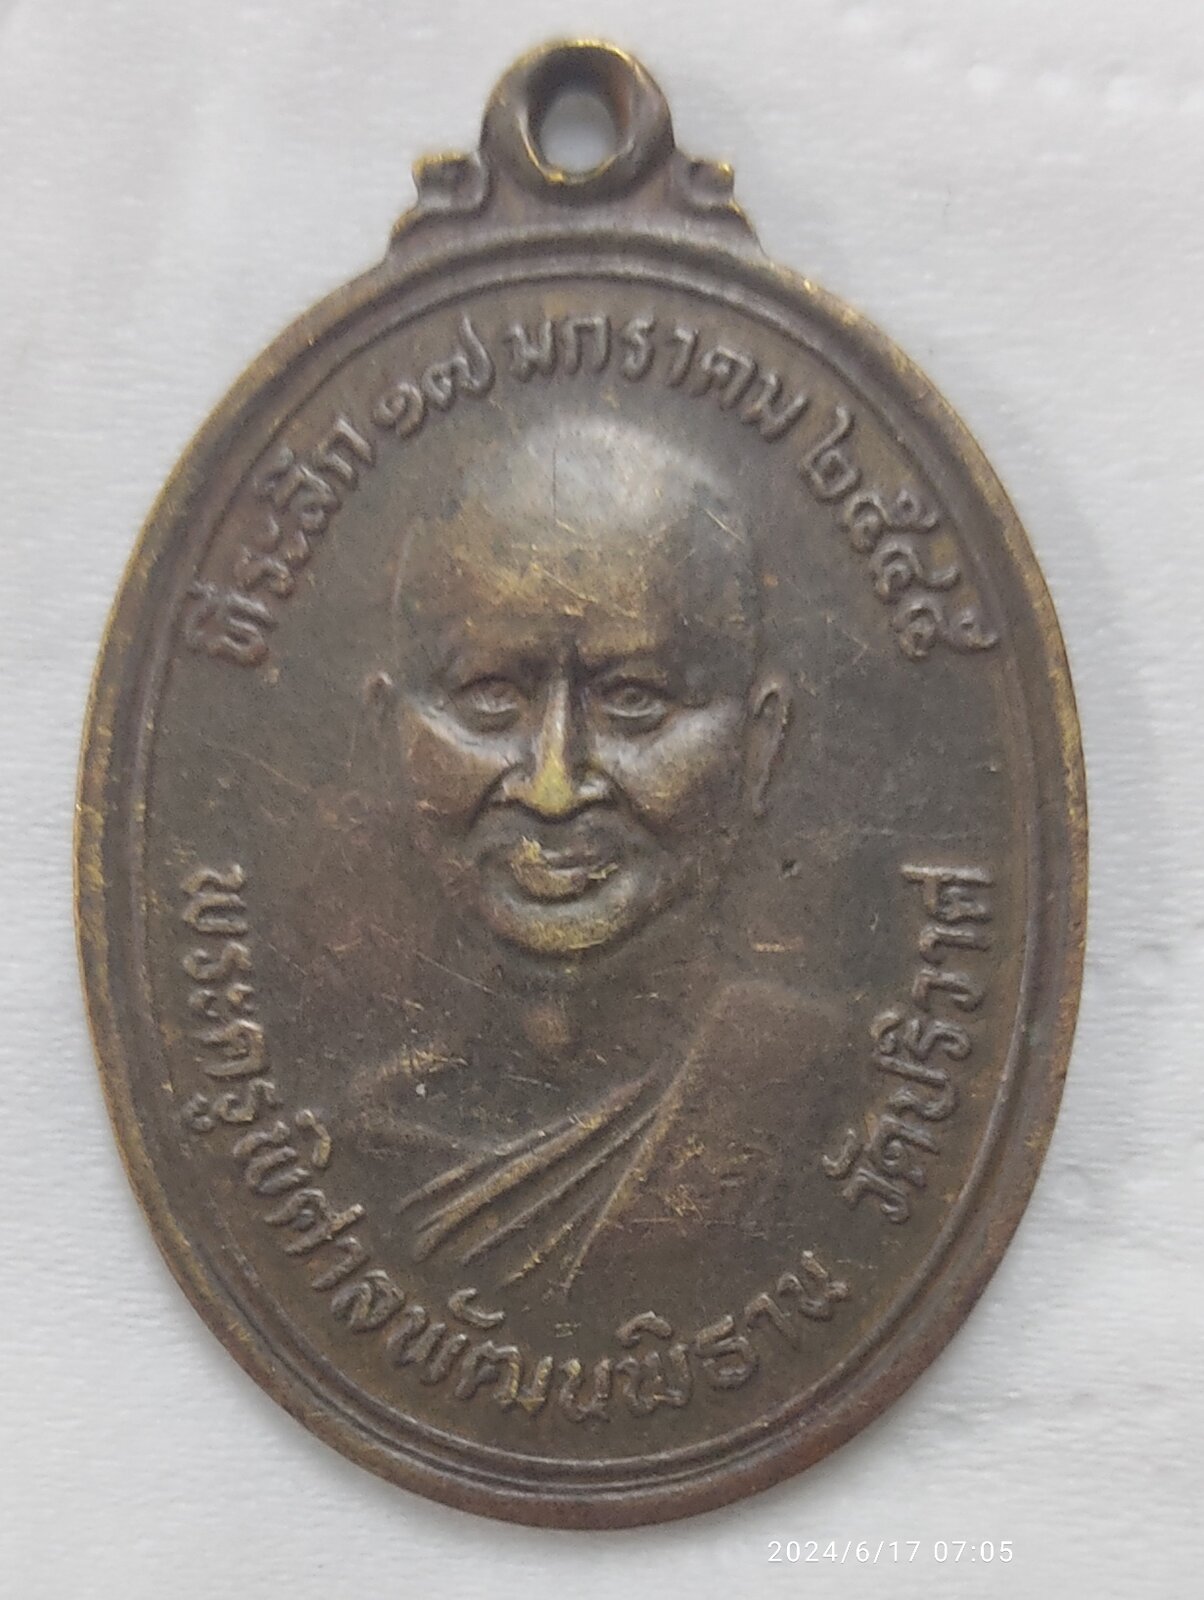 ที่ระลึก ๑๗ มกราคม ๒๕๔๕
พระครูพิศาลพัฒนพิธาน วัดปริวาศ
2024/6/17 07:05